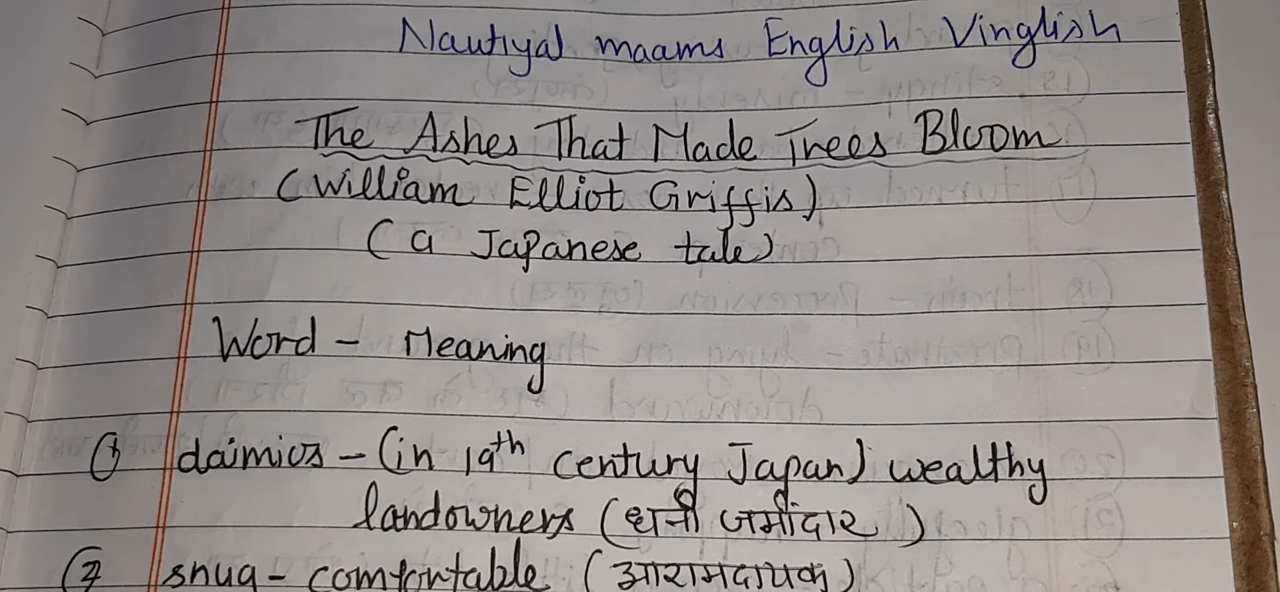 Nautiyal maams English Vinglish
The Ashes That Made Trees Bloom
(William Elliot Griffis)
(a Japanese tale)
Word - Meaning
① daimios - (in 19th century Japan) wealthy
landowners (धनी जमींदार)
② snug - comfortable (आरामदायक)